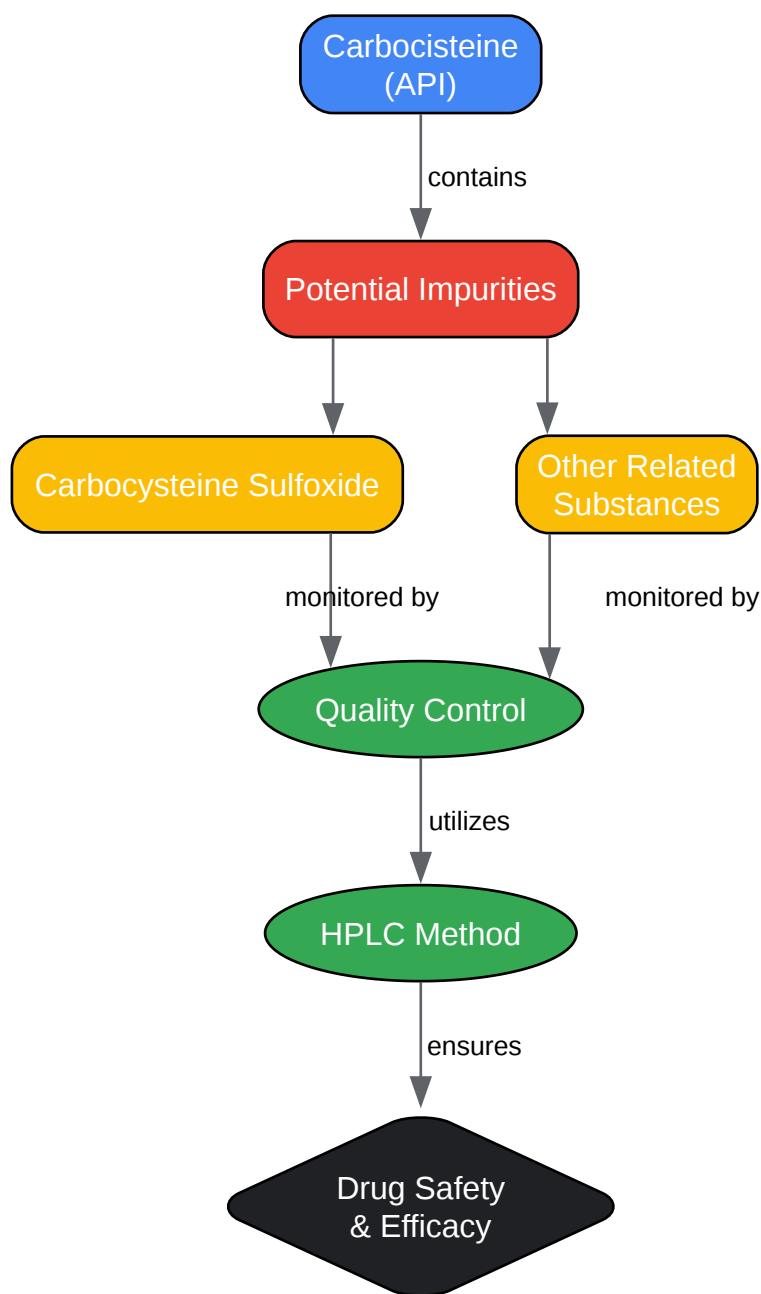 Carbocisteine
(API)
contains
Potential Impurities
Carbocysteine Sulfoxide
Other Related
Substances
monitored by
monitored by
Quality Control
utilizes
HPLC Method
ensures
Drug Safety
& Efficacy